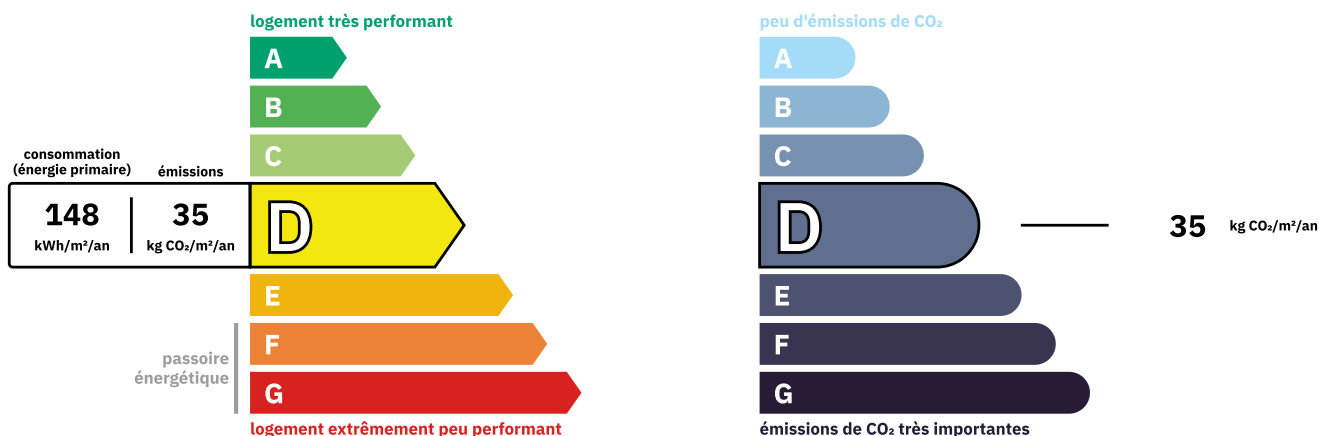 logement très performant
A
B
C
consommation
(énergie primaire)
émissions
148
kWh/m²/an
35
kg CO₂/m²/an
D
E
F
G
passoire
énergétique
logement extrêmement peu performant
peu d'émissions de CO₂
A
B
C
D
35
kg CO₂/m²/an
E
F
G
émissions de CO₂ très importantes